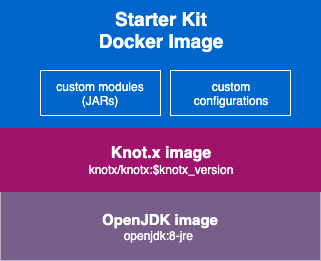 Starter Kit
Docker Image
custom modules
(JARs)
custom
configurations
Knot.x image
knotx/knotx:$knotx_version
OpenJDK image
openjdk:8-jre